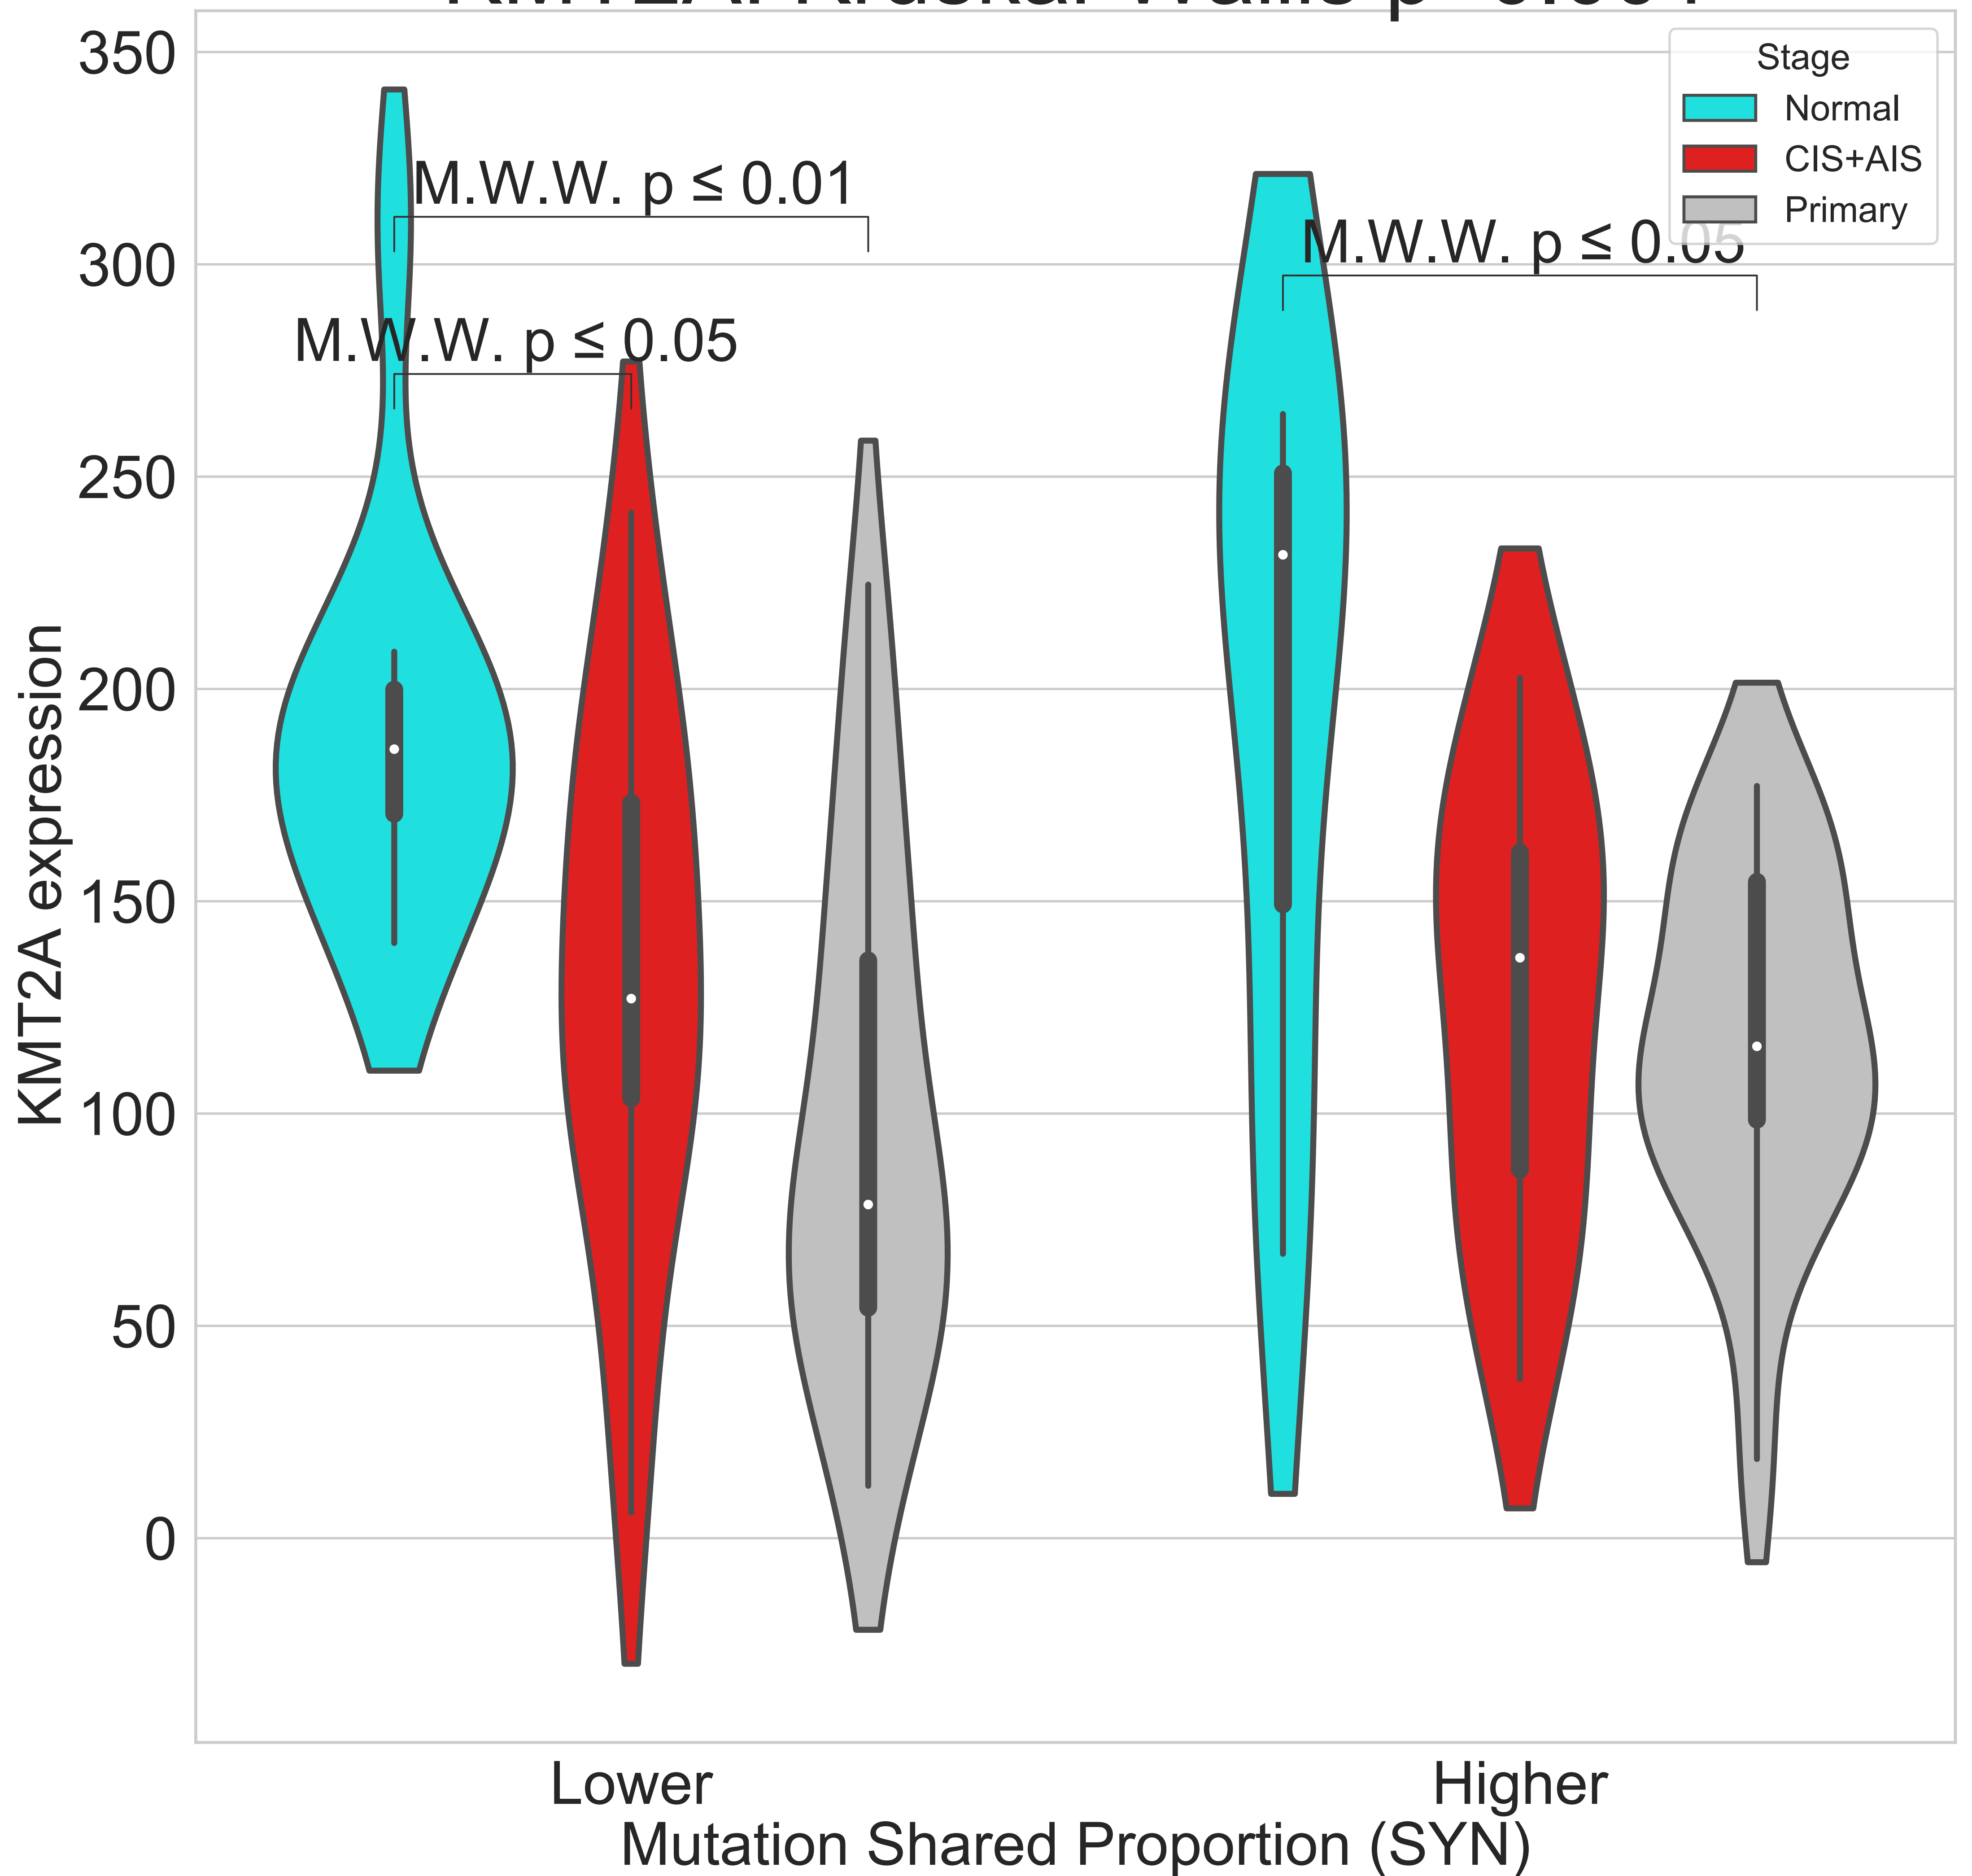 350
300
250
200
150
100
50
0
KMT2A expression
Stage
Normal
CIS+AIS
Primary
M.W.W. p ≤ 0.01
M.W.W. p ≤ 0.05
M.W.W. p ≤ 0.05
Lower
Higher
Mutation Shared Proportion (SYN)